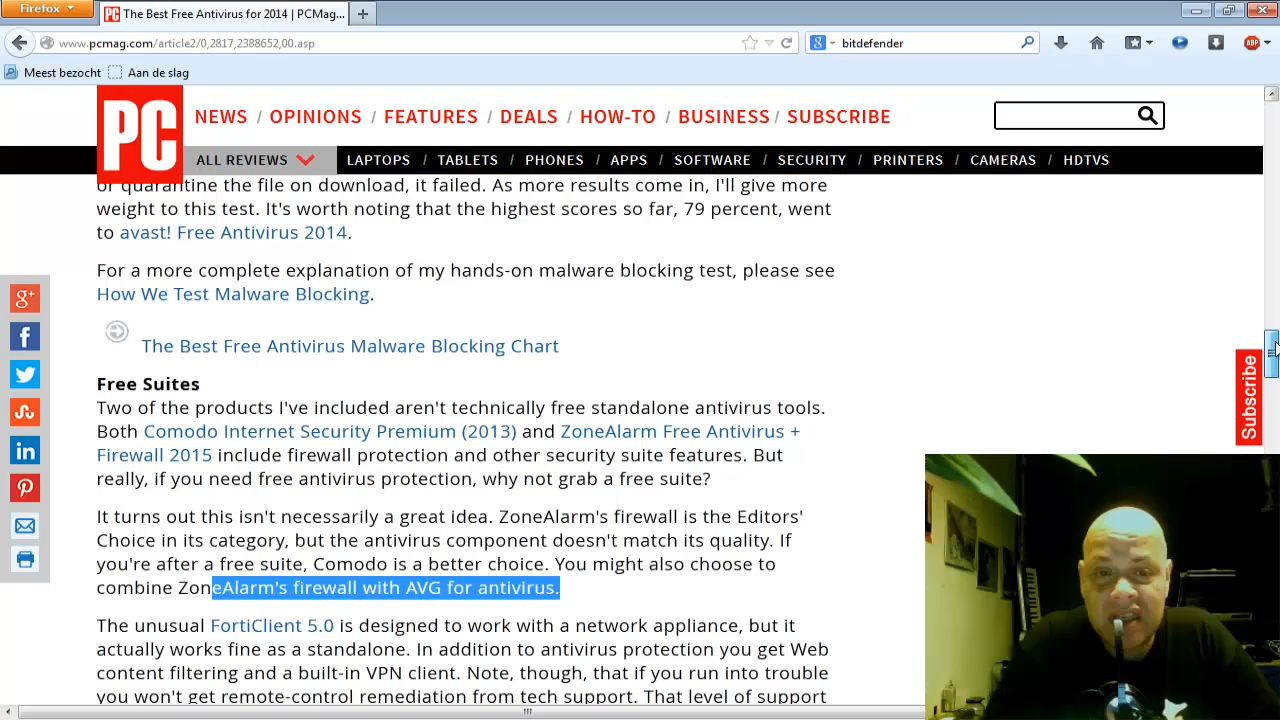 Firefox
The Best Free Antivirus for 2014 | PCMag...
www.pcmag.com/article2/0,2817,2388652,00.asp
bitdefender
ABP
Meest bezocht
Aan de slag
PC
NEWS / OPINIONS / FEATURES / DEALS / HOW-TO / BUSINESS / SUBSCRIBE
ALL REVIEWS
LAPTOPS / TABLETS / PHONES / APPS / SOFTWARE / SECURITY / PRINTERS / CAMERAS / HDTVS
or quarantine the file on download, it failed. As more results come in, I'll give more
weight to this test. It's worth noting that the highest scores so far, 79 percent, went
to avast! Free Antivirus 2014.
For a more complete explanation of my hands-on malware blocking test, please see
How We Test Malware Blocking.
The Best Free Antivirus Malware Blocking Chart
Free Suites
Two of the products I've included aren't technically free standalone antivirus tools.
Both Comodo Internet Security Premium (2013) and ZoneAlarm Free Antivirus +
Firewall 2015 include firewall protection and other security suite features. But
really, if you need free antivirus protection, why not grab a free suite?
It turns out this isn't necessarily a great idea. ZoneAlarm's firewall is the Editors'
Choice in its category, but the antivirus component doesn't match its quality. If
you're after a free suite, Comodo is a better choice. You might also choose to
combine ZoneAlarm's firewall with AVG for antivirus.
The unusual FortiClient 5.0 is designed to work with a network appliance, but it
actually works fine as a standalone. In addition to antivirus protection you get Web
content filtering and a built-in VPN client. Note, though, that if you run into trouble
you won't get remote-control remediation from tech support. That level of support
Subscribe